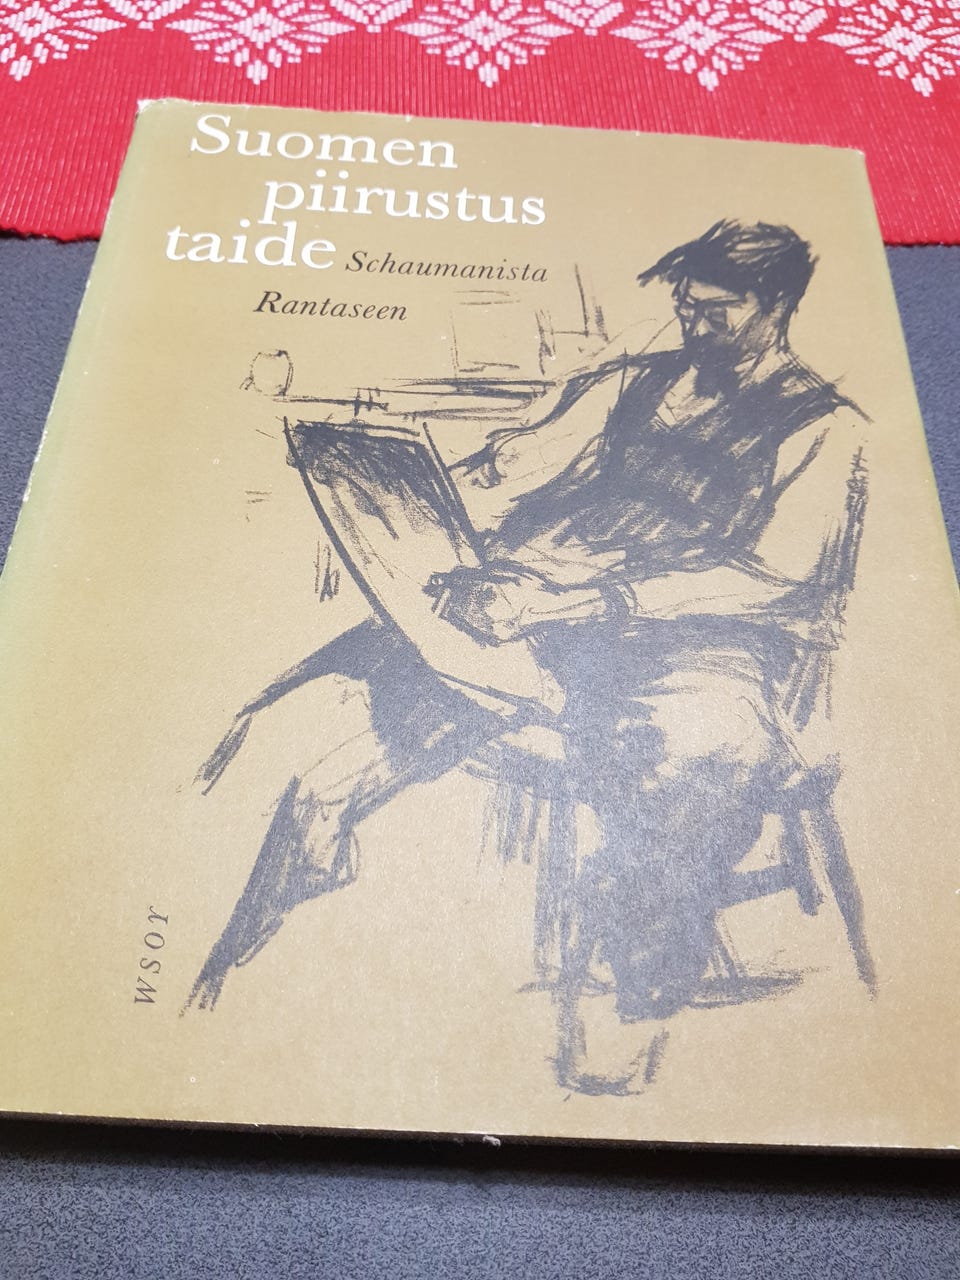 Suomen
piirustus
taide Schaumanista
Rantaseen
WSOY